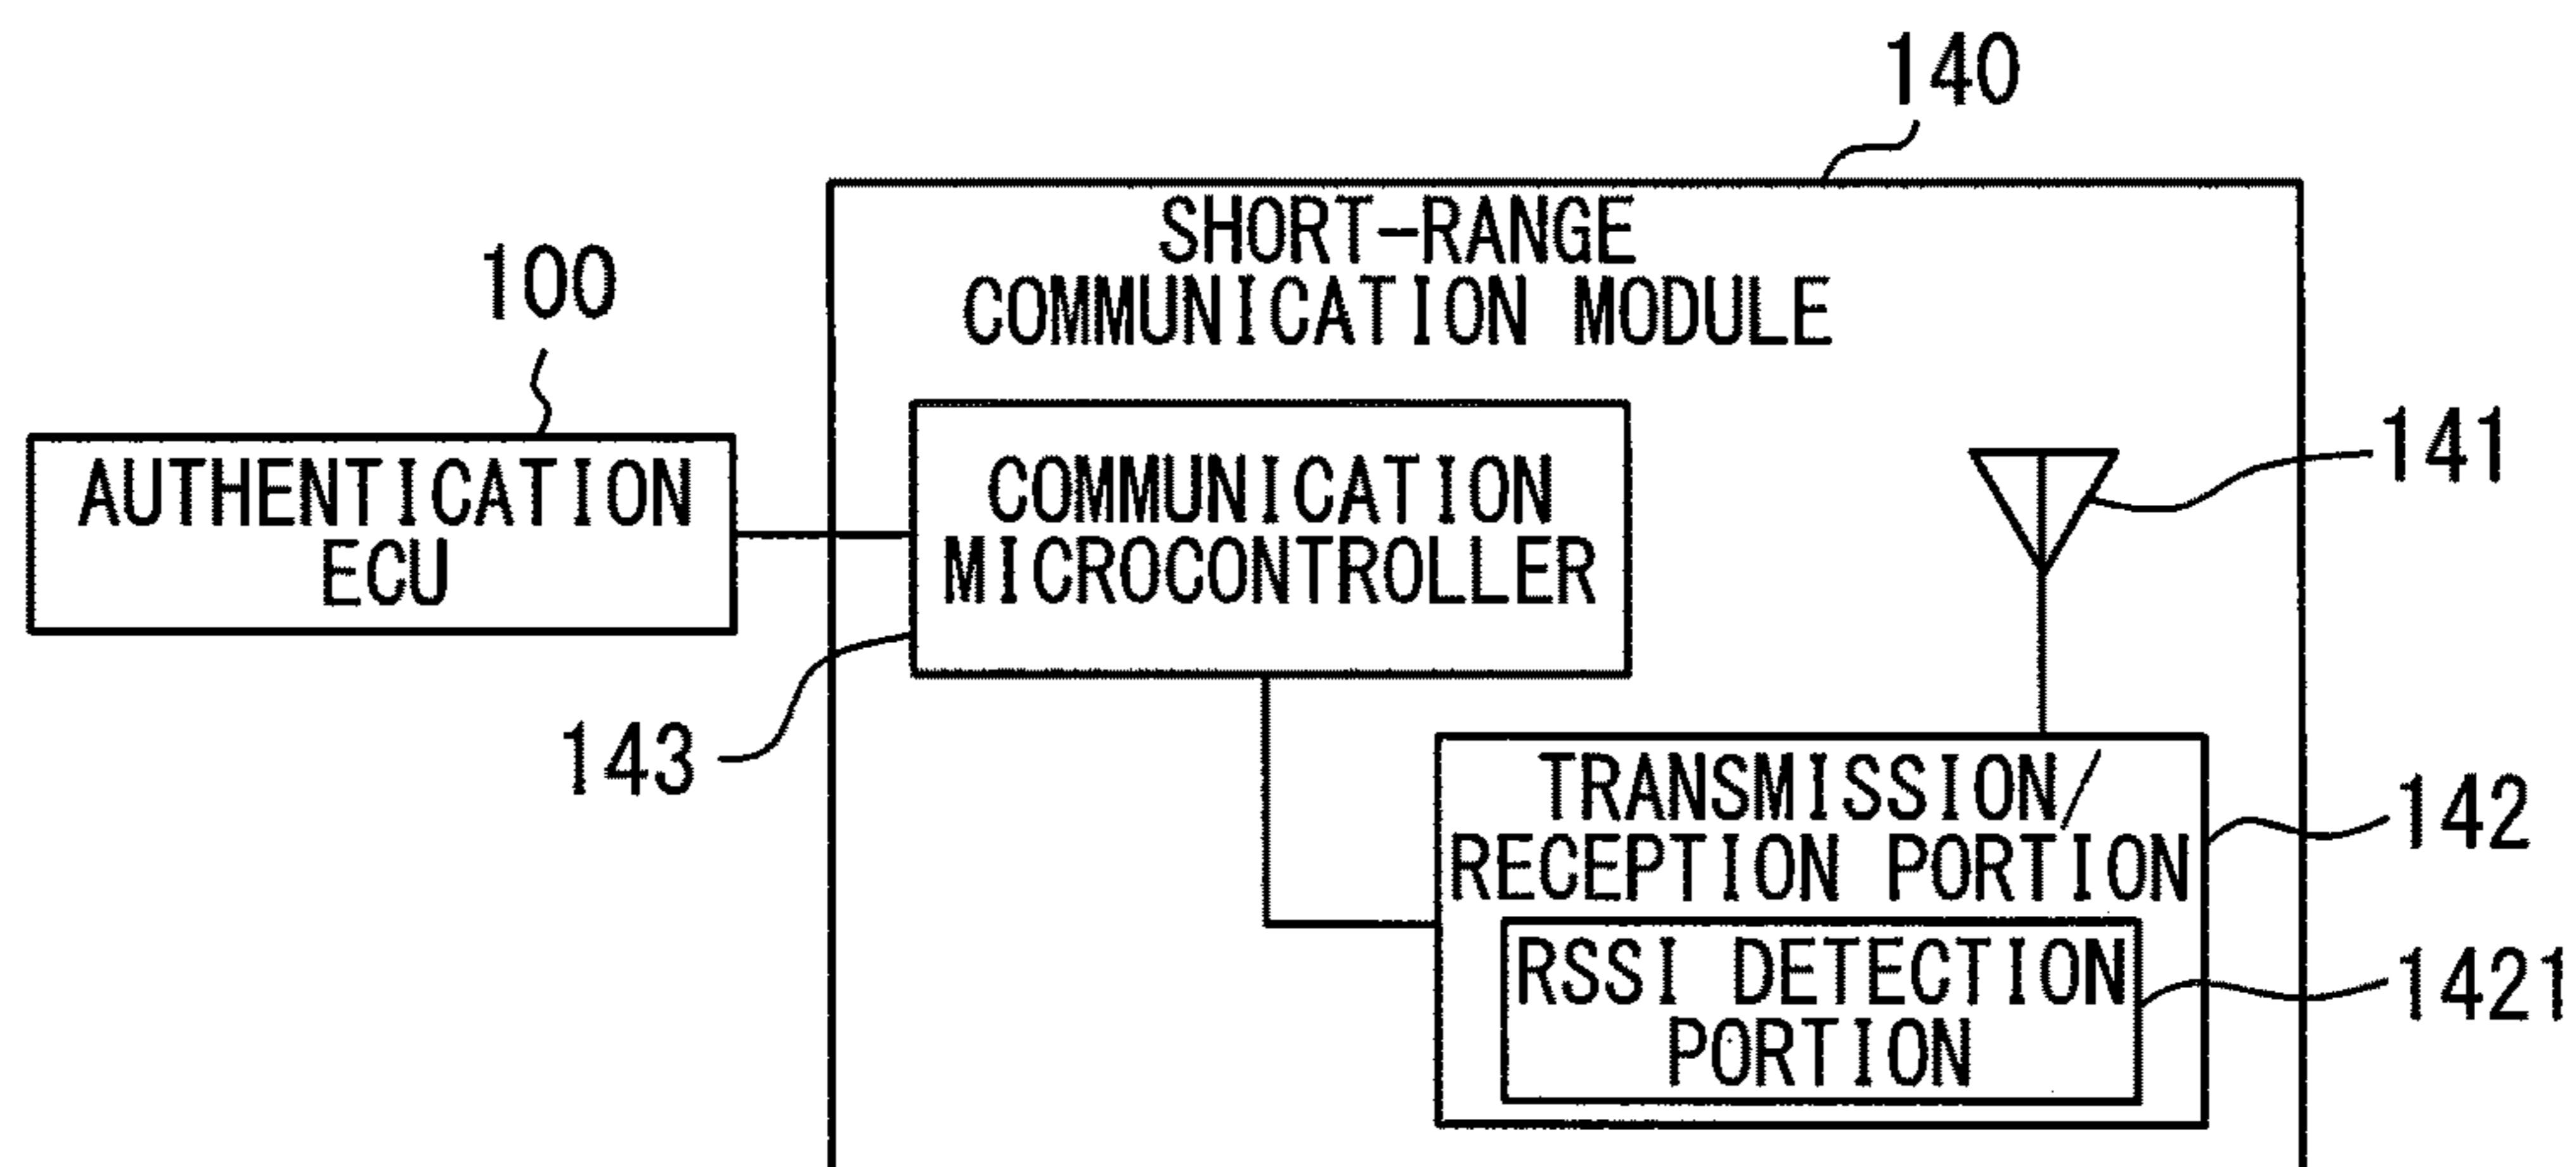 140
SHORT-RANGE
COMMUNICATION MODULE
100
AUTHENTICATION
ECU
COMMUNICATION
MICROCONTROLLER
141
143
TRANSMISSION/
RECEPTION PORTION
142
RSSI DETECTION
PORTION
1421